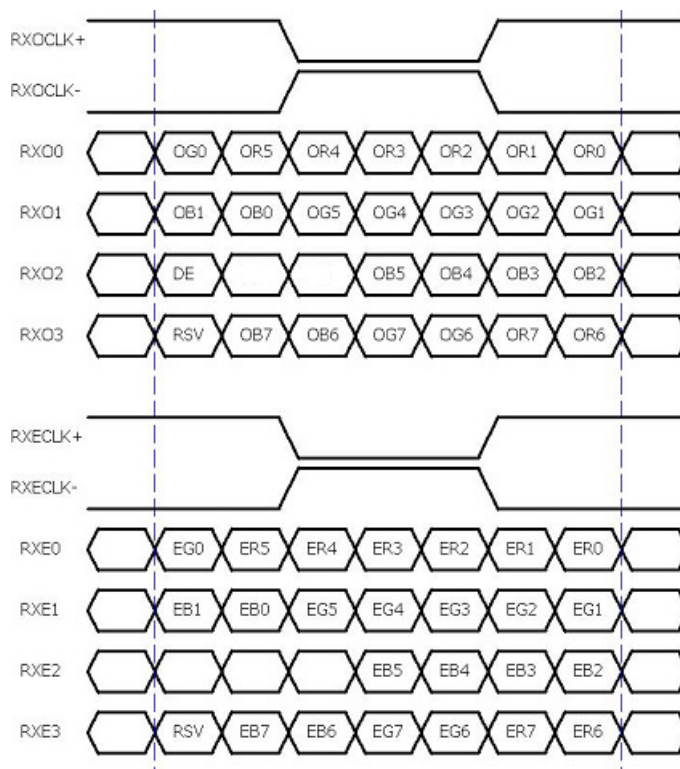 RXOCLK+
RXOCLK-
RXO0 OG0 OR5 OR4 OR3 OR2 OR1 OR0
RXO1 OB1 OB0 OG5 OG4 OG3 OG2 OG1
RXO2 DE OB5 OB4 OB3 OB2
RXO3 RSV OB7 OB6 OG7 OG6 OR7 OR6
RXECLK+
RXECLK-
RXE0 EG0 ER5 ER4 ER3 ER2 ER1 ER0
RXE1 EB1 EB0 EG5 EG4 EG3 EG2 EG1
RXE2 EB5 EB4 EB3 EB2
RXE3 RSV EB7 EB6 EG7 EG6 ER7 ER6